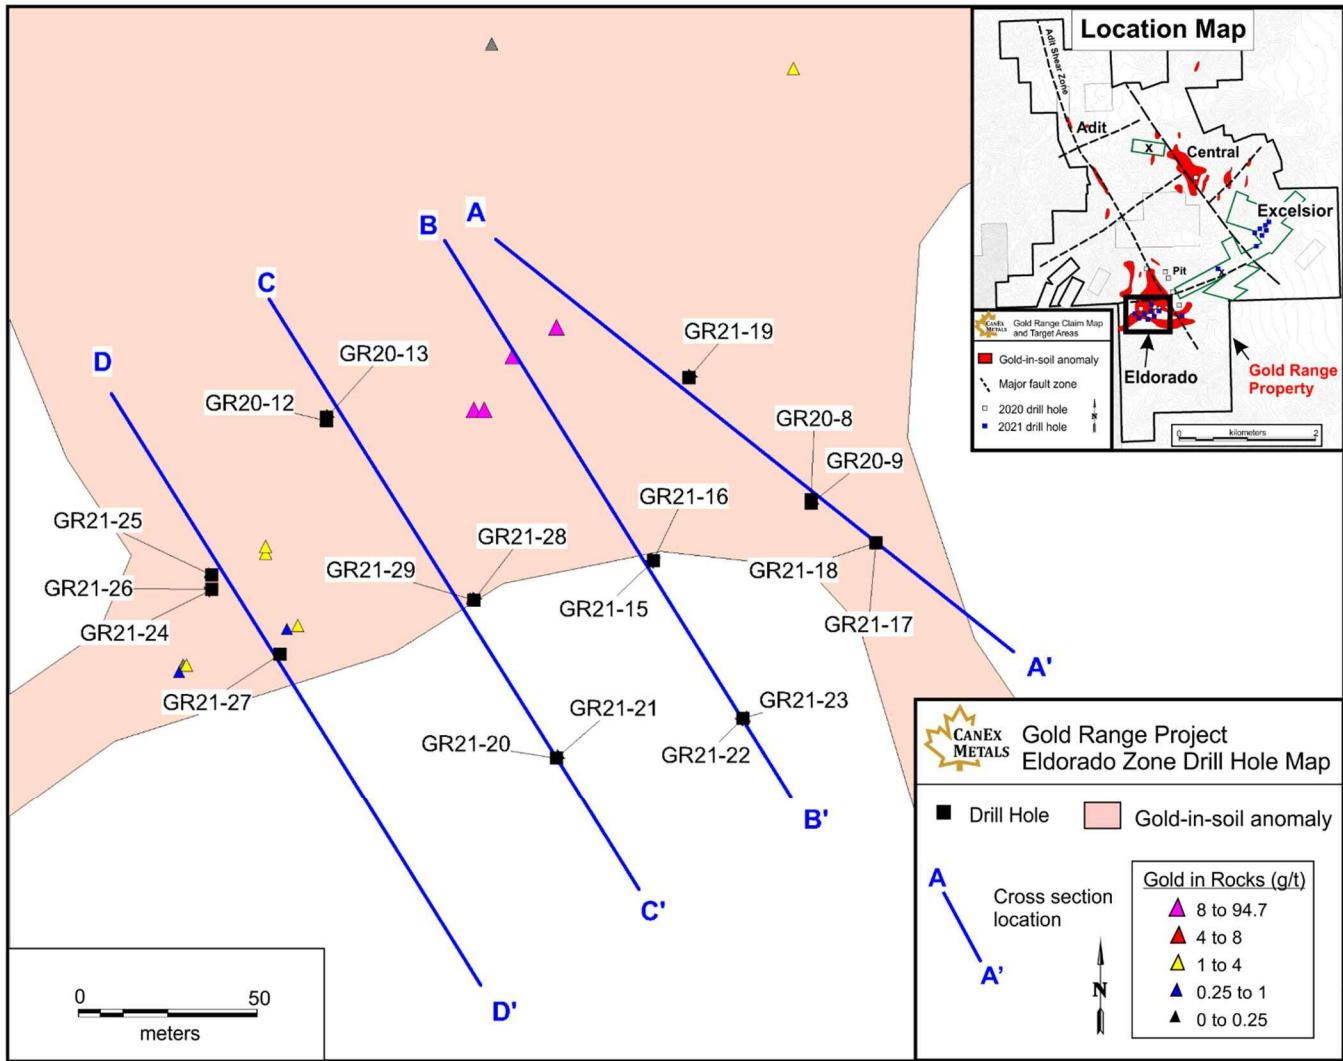 B
A
C
D
GR20-13
GR20-12
GR21-19
GR20-8
GR20-9
GR21-16
GR21-25
GR21-28
GR21-29
GR21-26
GR21-18
GR21-15
GR21-17
GR21-24
A'
GR21-27
GR21-21
GR21-23
GR21-20
GR21-22
B'
C'
D'
0 50
meters
Location Map
Adit Shear Zone
Adit
X
Central
Excelsior
Pit
X
CANEX
METALS
Gold Range Claim Map
and Target Areas
Gold-in-soil anomaly
Major fault zone
2020 drill hole
2021 drill hole
N
Eldorado
Gold Range
Property
kilometers
0 2
CANEX
METALS
Gold Range Project
Eldorado Zone Drill Hole Map
Drill Hole
Gold-in-soil anomaly
A
A'
Cross section
location
N
Gold in Rocks (g/t)
8 to 94.7
4 to 8
1 to 4
0.25 to 1
0 to 0.25